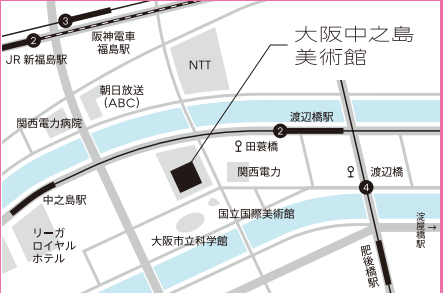 大阪中之島
美術館
3
阪神電車
福島駅
2
JR 新福島駅
NTT
朝日放送
（ABC）
関西電力病院
渡辺橋駅
2
田蓑橋
関西電力
渡辺橋
4
中之島駅
国立国際美術館
淀屋橋駅
→
リーガ
ロイヤル
ホテル
大阪市立科学館
肥後橋駅